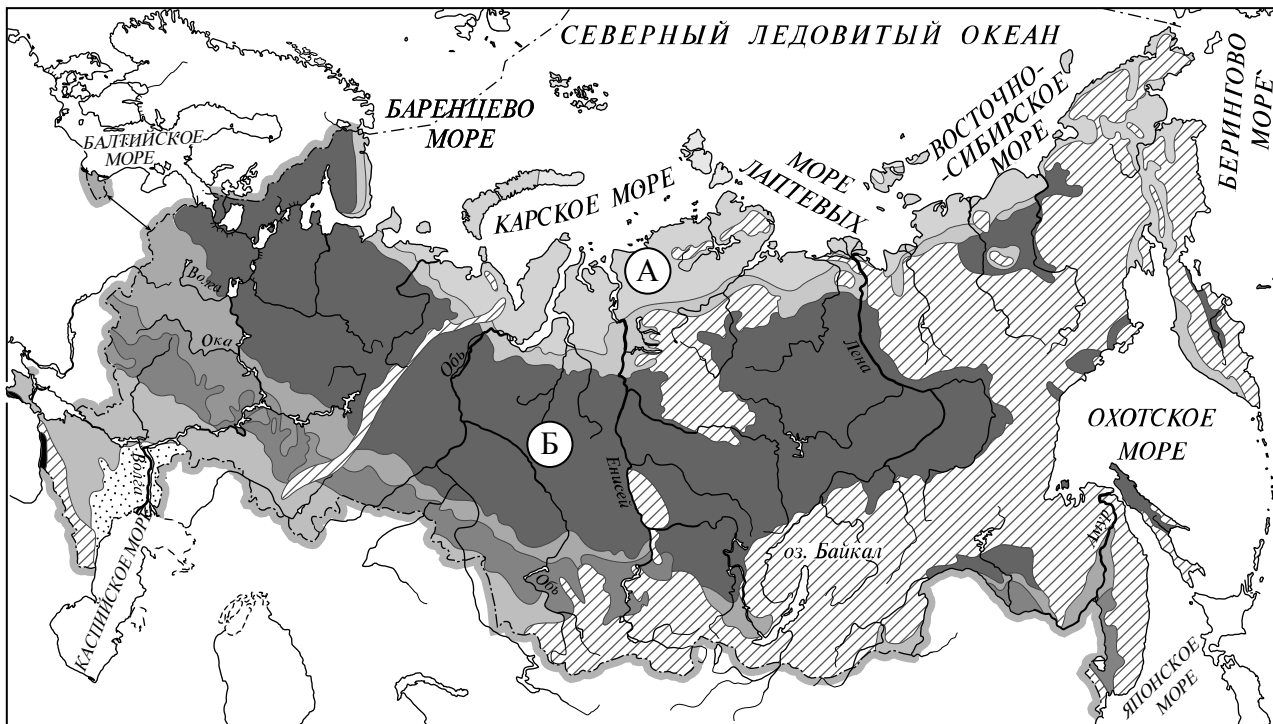 СЕВЕРНЫЙ ЛЕДОВИТЫЙ ОКЕАН
БАРЕНЦЕВО
МОРЕ
БАЛТИЙСКОЕ
МОРЕ
КАРСКОЕ МОРЕ
МОРЕ
ЛАПТЕВЫХ
ВОСТОЧНО-
-СИБИРСКОЕ
МОРЕ
БЕРИНГОВО
МОРЕ
А
Волга
Ока
Обь
Лена
Б
Енисей
ОХОТСКОЕ
МОРЕ
Волга
КАСПИЙСКОЕ МОРЕ
Обь
оз. Байкал
Амур
ЯПОНСКОЕ
МОРЕ